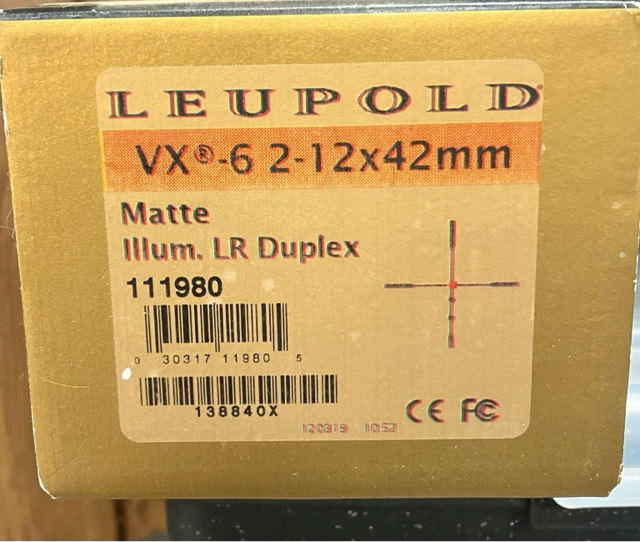 LEUPOLD
VX®-6 2-12x42mm
Matte
Illum. LR Duplex
111980
0 30317 11980 5
138840X
CE FC
120319 1052